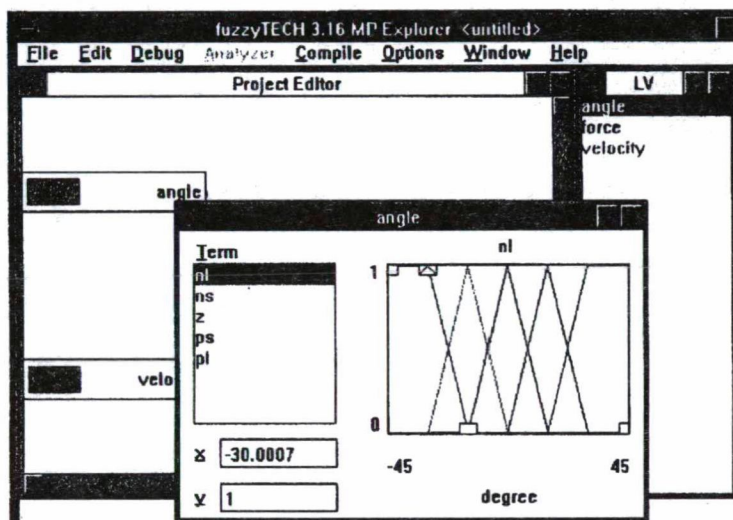 fuzzyTECH 3.16 MP Explorer <untitled>
File Edit Debug Analyzer Compile Options Window Help
Project Editor
LV
angle
force
velocity
angle
velo
angle
Term
nl
ns
z
ps
pl
nl
1
0
-45 45
degree
x -30.0007
y 1